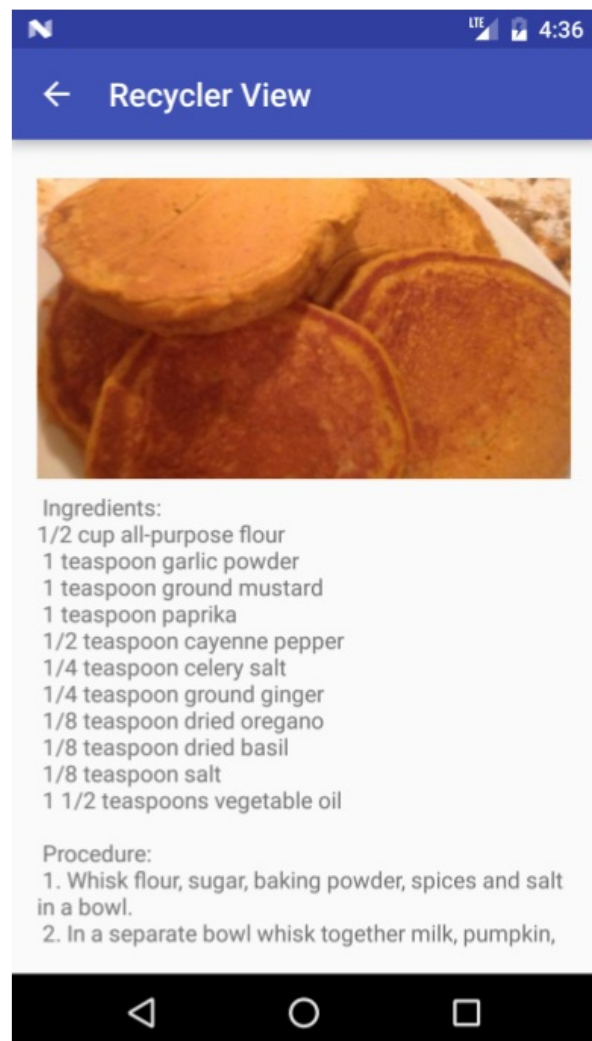 LTE 4:36
Recycler View
Ingredients:
1/2 cup all-purpose flour
1 teaspoon garlic powder
1 teaspoon ground mustard
1 teaspoon paprika
1/2 teaspoon cayenne pepper
1/4 teaspoon celery salt
1/4 teaspoon ground ginger
1/8 teaspoon dried oregano
1/8 teaspoon dried basil
1/8 teaspoon salt
1 1/2 teaspoons vegetable oil
Procedure:
1. Whisk flour, sugar, baking powder, spices and salt
in a bowl.
2. In a separate bowl whisk together milk, pumpkin,